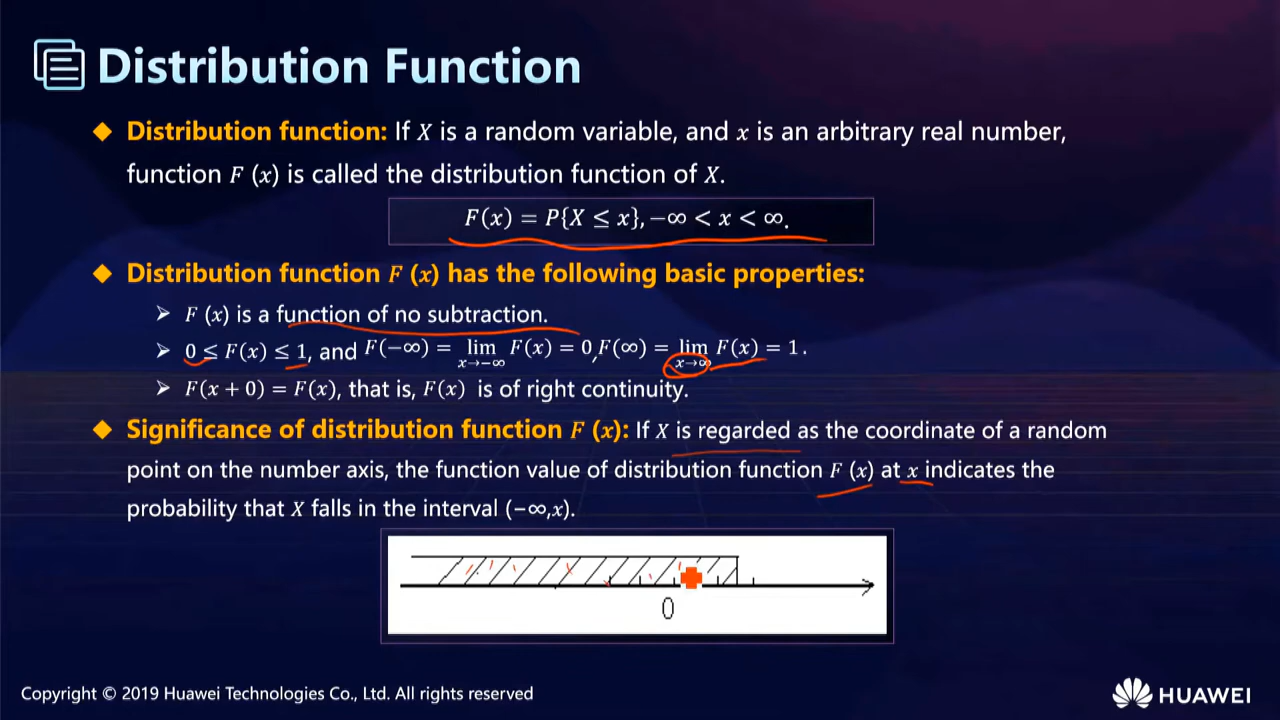 Distribution Function
Distribution function: If X is a random variable, and x is an arbitrary real number,
function F (x) is called the distribution function of X.
F(x) = P{X ≤ x}, −∞ < x < ∞.
Distribution function F (x) has the following basic properties:
F (x) is a function of no subtraction.
0 ≤ F(x) ≤ 1, and F(−∞) = lim x→−∞ F(x) = 0, F(∞) = lim x→∞ F(x) = 1.
F(x + 0) = F(x), that is, F(x) is of right continuity.
Significance of distribution function F (x): If X is regarded as the coordinate of a random
point on the number axis, the function value of distribution function F (x) at x indicates the
probability that X falls in the interval (−∞,x).
0
Copyright © 2019 Huawei Technologies Co., Ltd. All rights reserved
HUAWEI